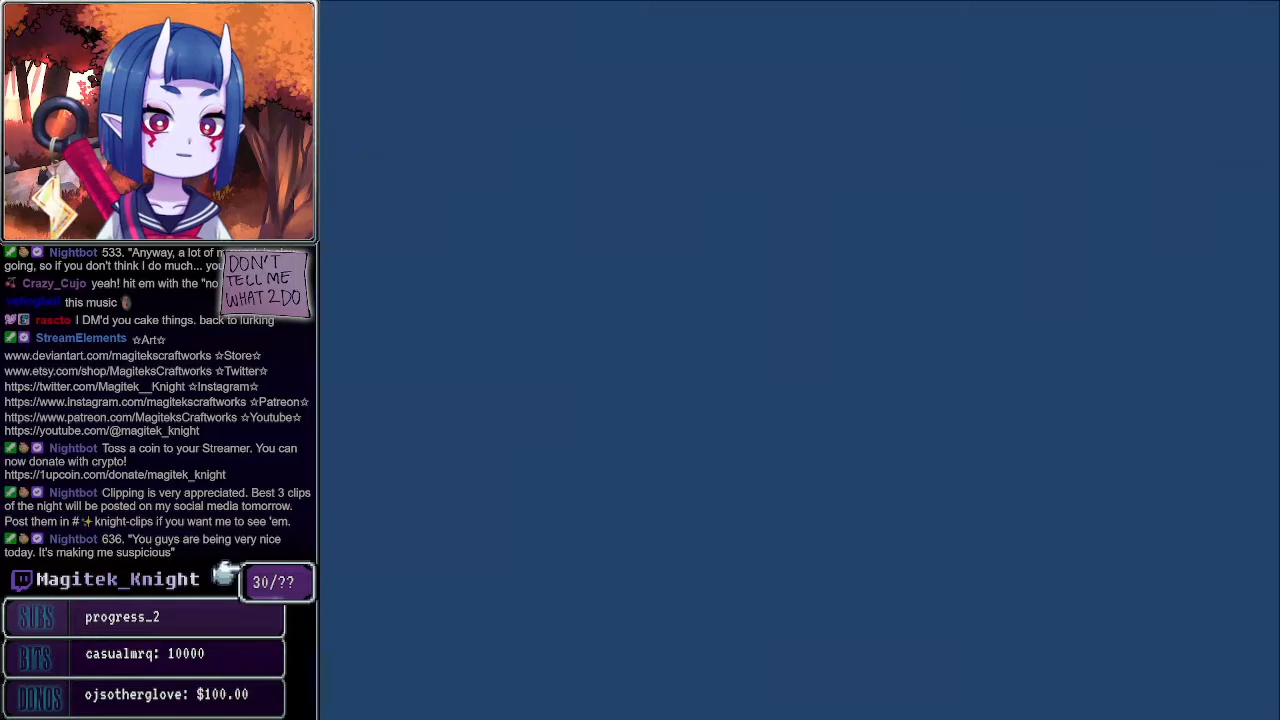 Nightbot 533. "Anyway, a lot of
going, so if you don't think I do much...
DON'T
TELL ME
WHAT 2 DO
Crazy_Cujo yeah! hit em with the "no
this music
rascto I DM'd you cake things. back to lurking
StreamElements ☆Art☆
www.deviantart.com/magitekscraftworks ☆Store☆
www.etsy.com/shop/MagiteksCraftworks ☆Twitter☆
https://twitter.com/Magitek__Knight ☆Instagram☆
https://www.instagram.com/magitekscraftworks ☆Patreon☆
https://www.patreon.com/MagiteksCraftworks ☆Youtube☆
https://youtube.com/@magitek_knight
Nightbot Toss a coin to your Streamer. You can
now donate with crypto!
https://1upcoin.com/donate/magitek_knight
Nightbot Clipping is very appreciated. Best 3 clips
of the night will be posted on my social media tomorrow.
Post them in #✨knight-clips if you want me to see 'em.
Nightbot 636. "You guys are being very nice
today. It's making me suspicious"
Magitek_Knight
30/??
SUBS progress_2
BITS casualmrq: 10000
DONOS ojsotherglove: $100.00